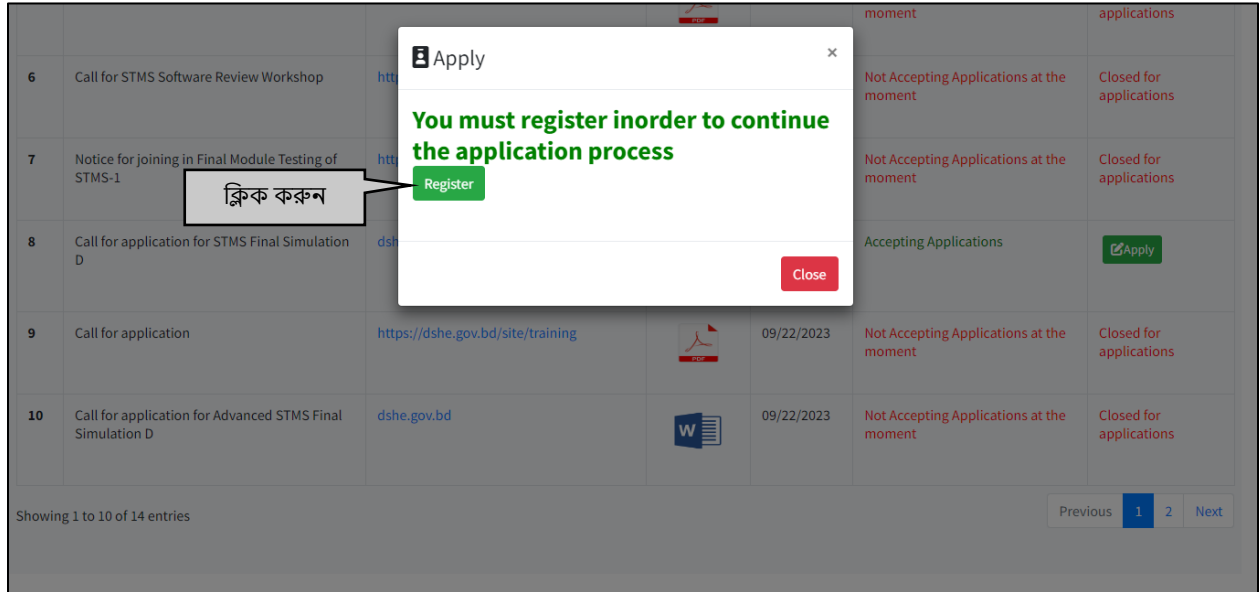 moment applications
PDF
Apply ×
6 Call for STMS Software Review Workshop Not Accepting Applications at the Closed for
moment applications
You must register inorder to continue
the application process
7 Notice for joining in Final Module Testing of Not Accepting Applications at the Closed for
STMS-1 moment applications
Register
ক্লিক করুন
8 Call for application for STMS Final Simulation Accepting Applications Apply
D
Close
9 Call for application https://dshe.gov.bd/site/training PDF 09/22/2023 Not Accepting Applications at the Closed for
moment applications
10 Call for application for Advanced STMS Final dshe.gov.bd W 09/22/2023 Not Accepting Applications at the Closed for
Simulation D moment applications
Showing 1 to 10 of 14 entries Previous 1 2 Next